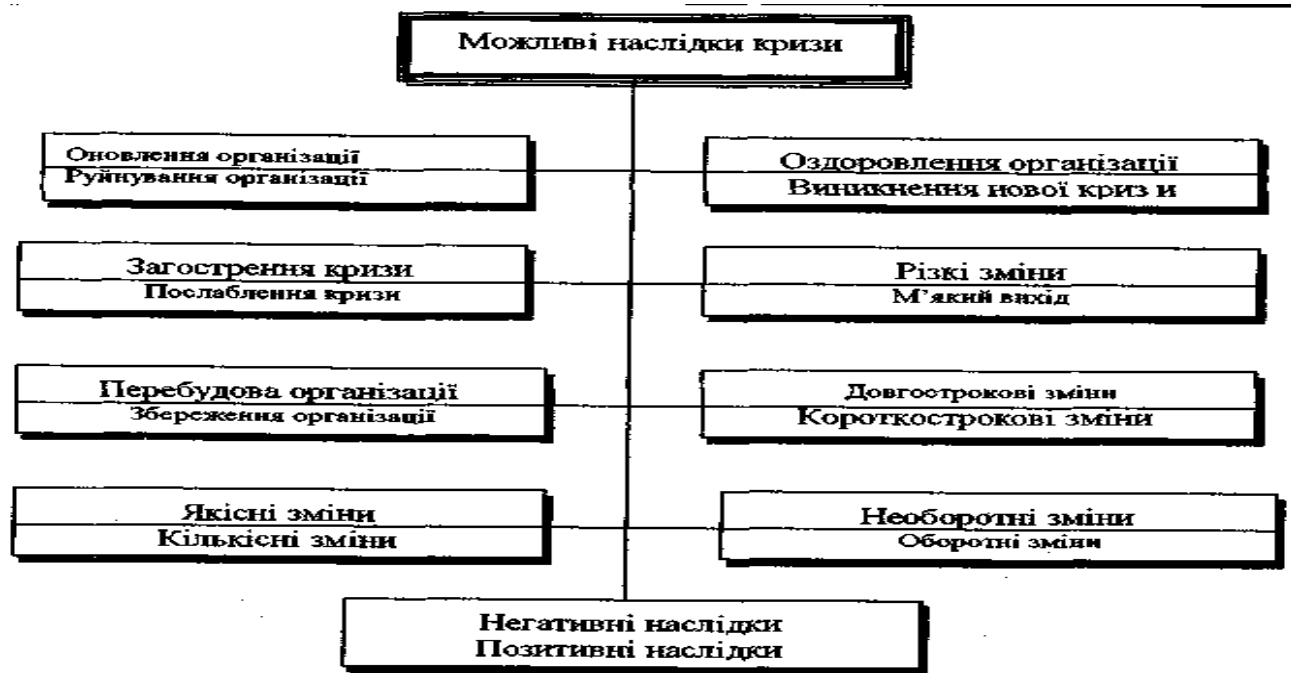 Можливі наслідки кризи
Оновлення організації
Руйнування організації
Оздоровлення організації
Виникнення нової криз и
Загострення кризи
Послаблення кризи
Різкі зміни
М’який вихід
Перебудова організації
Збереження організації
Довгострокові зміни
Короткострокові зміни
Якісні зміни
Кількісні зміни
Необоротні зміни
Оборотні зміни
Негативні наслідки
Позитивні наслідки